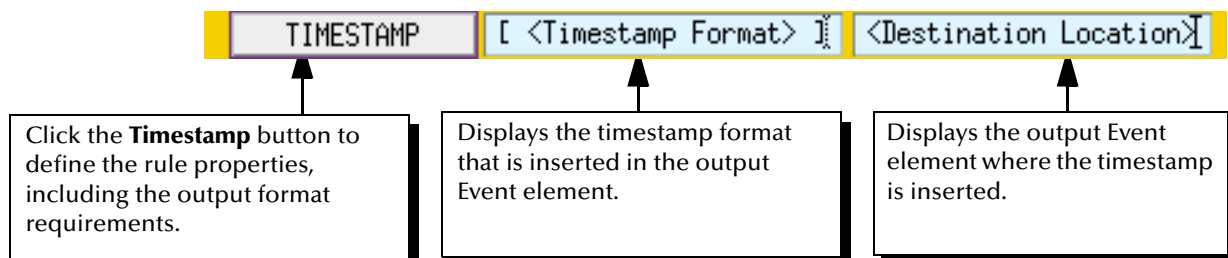 TIMESTAMP [ <Timestamp Format> ] <Destination Location>
Click the Timestamp button to
define the rule properties,
including the output format
requirements.
Displays the timestamp format
that is inserted in the output
Event element.
Displays the output Event
element where the timestamp
is inserted.